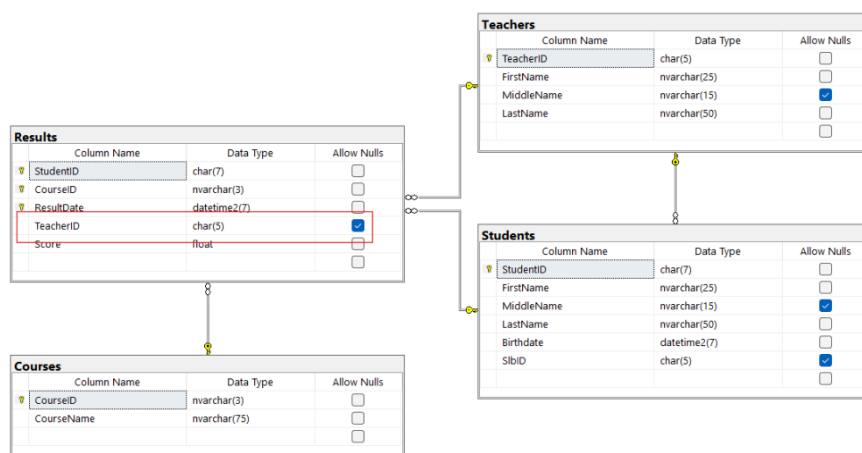 Teachers
Column Name Data Type Allow Nulls
TeacherID char(5)
FirstName nvarchar(25)
MiddleName nvarchar(15)
LastName nvarchar(50)
Results
Column Name Data Type Allow Nulls
StudentID char(7)
CourseID nvarchar(3)
ResultDate datetime2(7)
TeacherID char(5)
Score float
Students
Column Name Data Type Allow Nulls
StudentID char(7)
FirstName nvarchar(25)
MiddleName nvarchar(15)
LastName nvarchar(50)
Birthdate datetime2(7)
SlbID char(5)
Courses
Column Name Data Type Allow Nulls
CourseID nvarchar(3)
CourseName nvarchar(75)